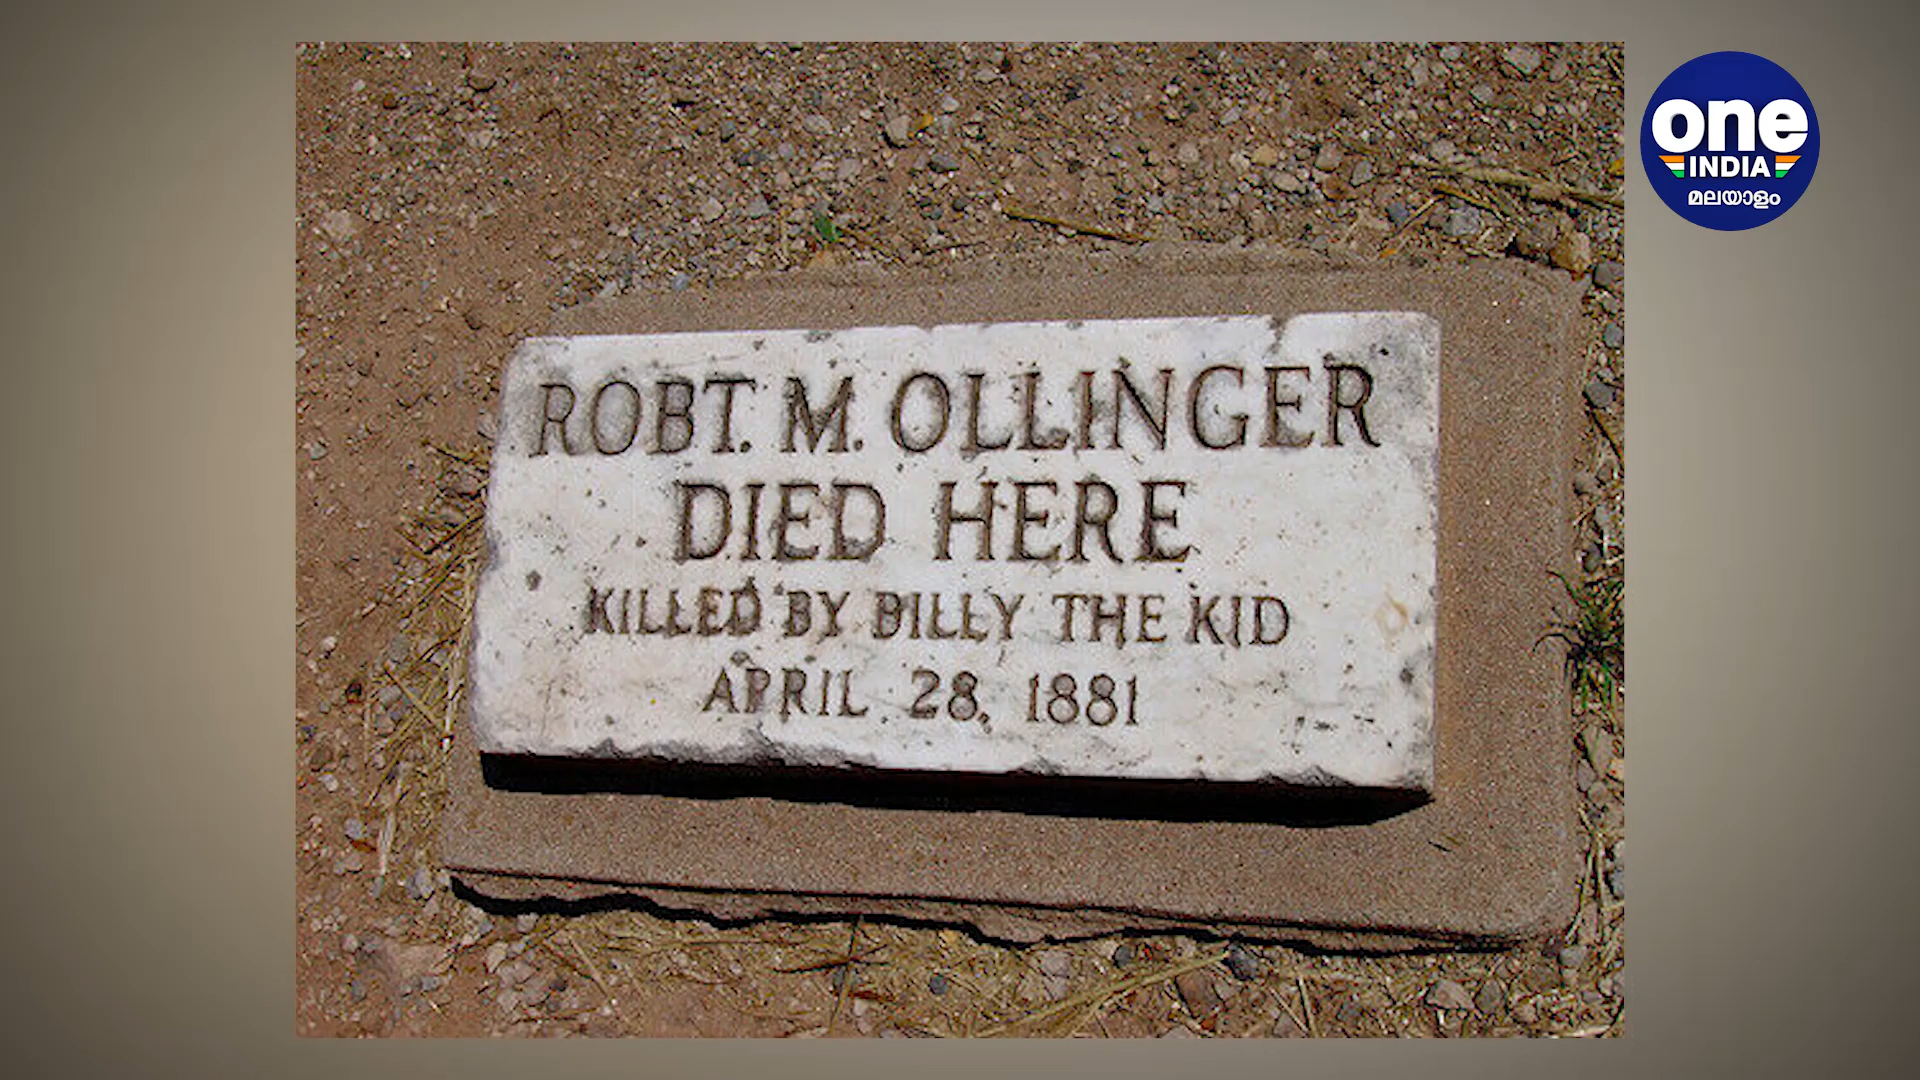 ROBT. M. OLLINGER
DIED HERE
KILLED BY BILLY THE KID
APRIL 28, 1881
one
INDIA
മലയാളം